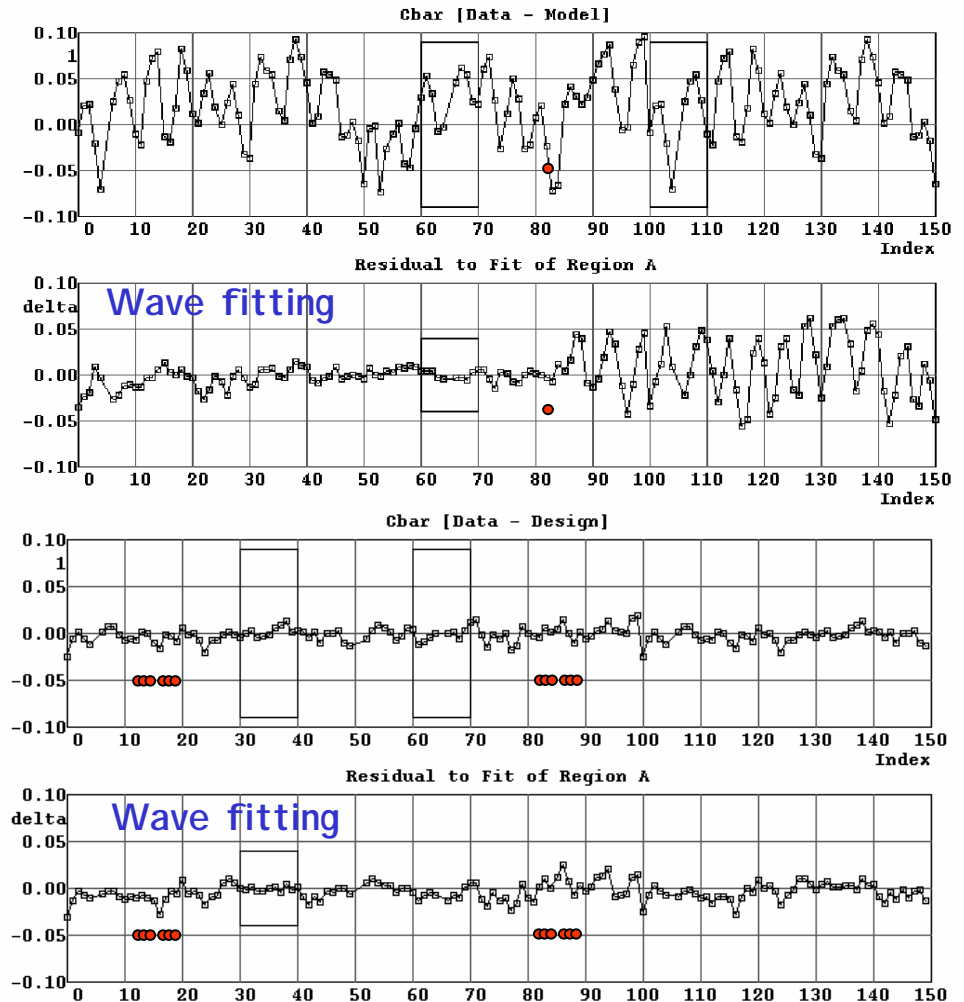 Cbar [Data - Model]
0.10
1
0.05
0.00
-0.05
-0.10
0 10 20 30 40 50 60 70 80 90 100 110 120 130 140 150
Index
Residual to Fit of Region A
0.10
delta
Wave fitting
0.05
0.00
-0.05
-0.10
0 10 20 30 40 50 60 70 80 90 100 110 120 130 140 150
Index
Cbar [Data - Design]
0.10
1
0.05
0.00
-0.05
-0.10
0 10 20 30 40 50 60 70 80 90 100 110 120 130 140 150
Index
Residual to Fit of Region A
0.10
delta
Wave fitting
0.05
0.00
-0.05
-0.10
0 10 20 30 40 50 60 70 80 90 100 110 120 130 140 150